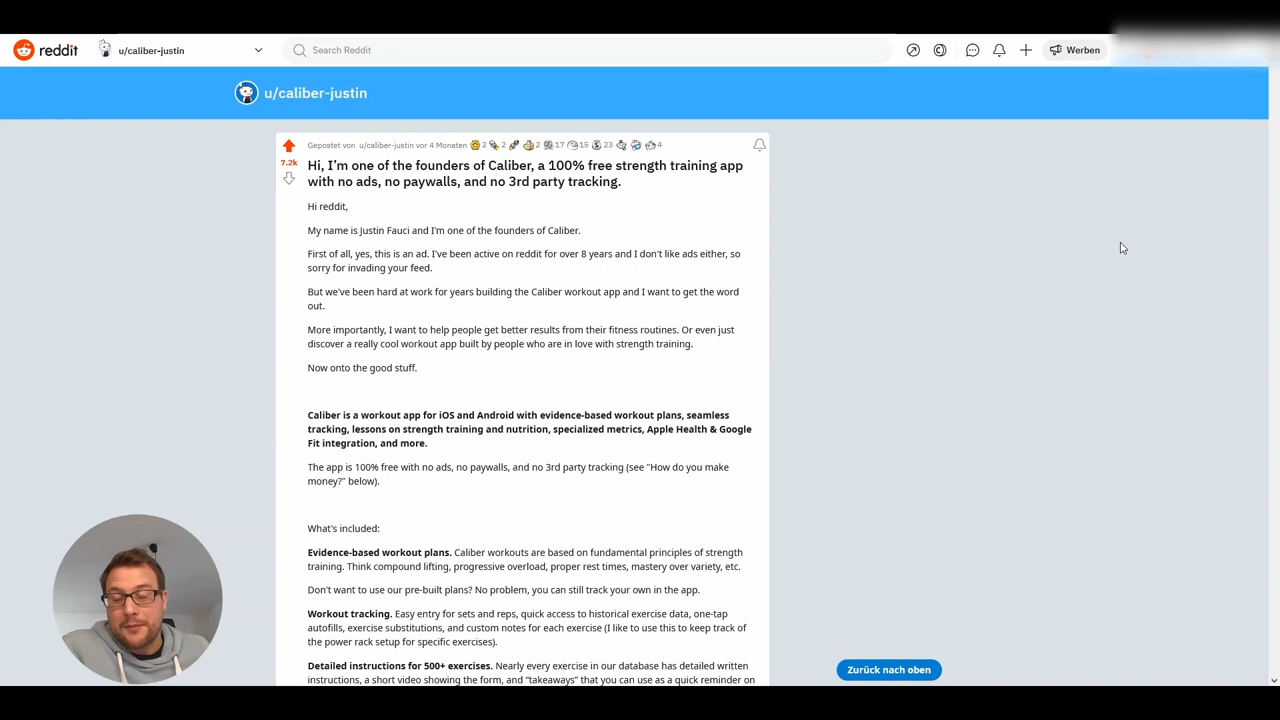 reddit u/caliber-justin Search Reddit Werben
u/caliber-justin
Gepostet von u/caliber-justin vor 4 Monaten 2 2 2 17 15 23 4
7.2k
Hi, I’m one of the founders of Caliber, a 100% free strength training app
with no ads, no paywalls, and no 3rd party tracking.
Hi reddit,
My name is Justin Fauci and I'm one of the founders of Caliber.
First of all, yes, this is an ad. I've been active on reddit for over 8 years and I don't like ads either, so
sorry for invading your feed.
But we've been hard at work for years building the Caliber workout app and I want to get the word
out.
More importantly, I want to help people get better results from their fitness routines. Or even just
discover a really cool workout app built by people who are in love with strength training.
Now onto the good stuff.
Caliber is a workout app for iOS and Android with evidence-based workout plans, seamless
tracking, lessons on strength training and nutrition, specialized metrics, Apple Health & Google
Fit integration, and more.
The app is 100% free with no ads, no paywalls, and no 3rd party tracking (see "How do you make
money?" below).
What's included:
Evidence-based workout plans. Caliber workouts are based on fundamental principles of strength
training. Think compound lifting, progressive overload, proper rest times, mastery over variety, etc.
Don't want to use our pre-built plans? No problem, you can still track your own in the app.
Workout tracking. Easy entry for sets and reps, quick access to historical exercise data, one-tap
autofills, exercise substitutions, and custom notes for each exercise (I like to use this to keep track of
the power rack setup for specific exercises).
Detailed instructions for 500+ exercises. Nearly every exercise in our database has detailed written
instructions, a short video showing the form, and “takeaways” that you can use as a quick reminder on
Zurück nach oben